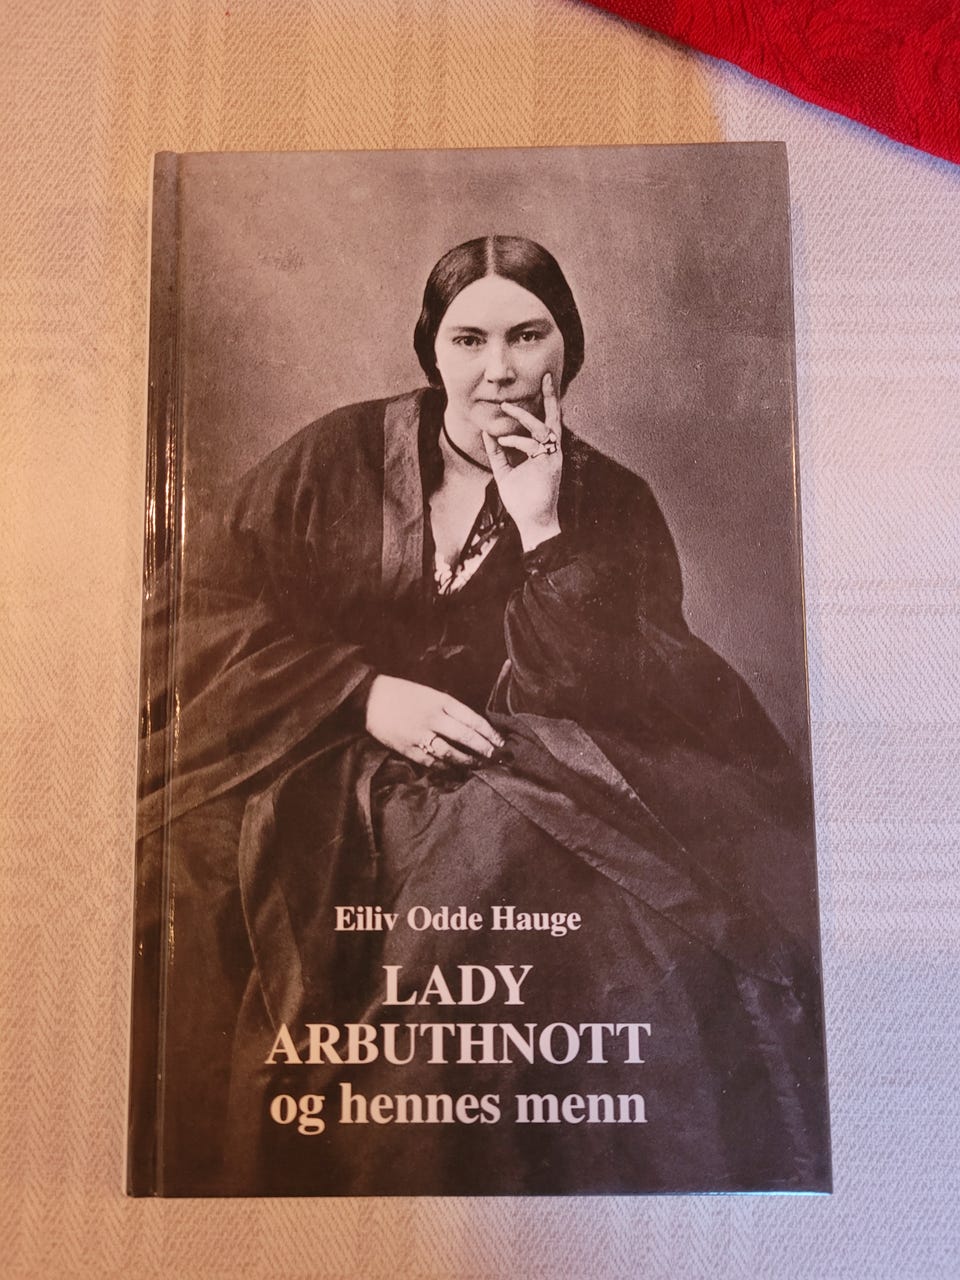 Eiliv Odde Hauge
LADY
ARBUTHNOTT
og hennes menn